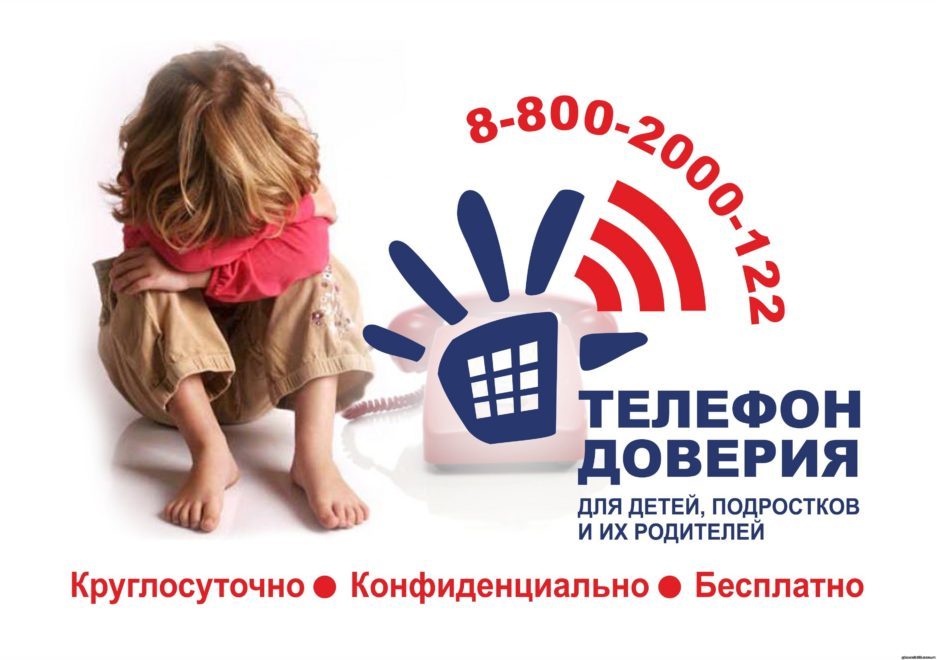 8-800-2000-122
ТЕЛЕФОН
ДОВЕРИЯ
ДЛЯ ДЕТЕЙ, ПОДРОСТКОВ
И ИХ РОДИТЕЛЕЙ
Круглосуточно ● Конфиденциально ● Бесплатно